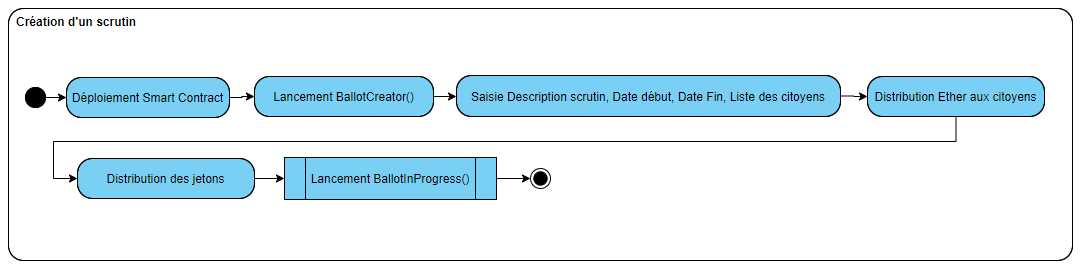 Création d'un scrutin
Déploiement Smart Contract
Lancement BallotCreator()
Saisie Description scrutin, Date début, Date Fin, Liste des citoyens
Distribution Ether aux citoyens
Distribution des jetons
Lancement BallotInProgress()